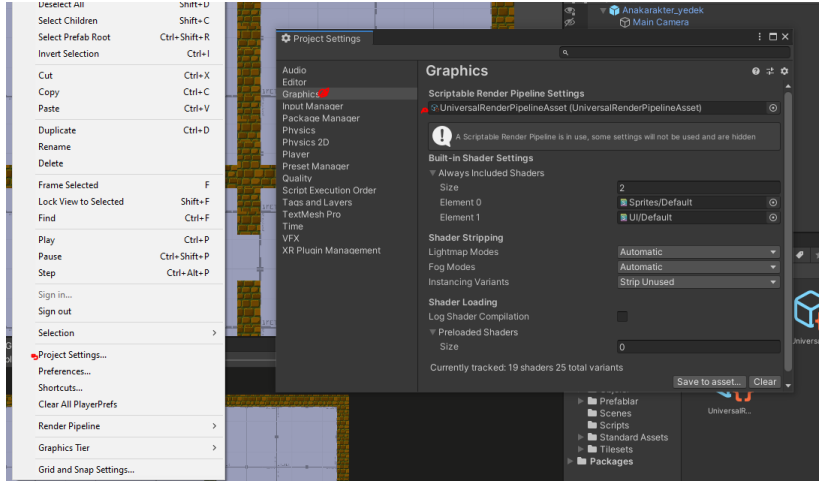 Deselect All Shift+D
Select Children Shift+C
Select Prefab Root Ctrl+Shift+R
Invert Selection Ctrl+I
Cut Ctrl+X
Copy Ctrl+C
Paste Ctrl+V
Duplicate Ctrl+D
Rename
Delete
Frame Selected F
Lock View to Selected Shift+F
Find Ctrl+F
Play Ctrl+P
Pause Ctrl+Shift+P
Step Ctrl+Alt+P
Sign in...
Sign out
Selection
Project Settings...
Preferences...
Shortcuts...
Clear All PlayerPrefs
Render Pipeline
Graphics Tier
Grid and Snap Settings...
Anakarakter_yedek
Main Camera
Project Settings
Audio
Editor
Graphics
Input Manager
Package Manager
Physics
Physics 2D
Player
Preset Manager
Quality
Script Execution Order
Tags and Layers
TextMesh Pro
Time
VFX
XR Plugin Management
Graphics
Scriptable Render Pipeline Settings
UniversalRenderPipelineAsset (UniversalRenderPipelineAsset)
A Scriptable Render Pipeline is in use, some settings will not be used and are hidden
Built-in Shader Settings
Always Included Shaders
Size 2
Element 0 Sprites/Default
Element 1 UI/Default
Shader Stripping
Lightmap Modes Automatic
Fog Modes Automatic
Instancing Variants Strip Unused
Shader Loading
Log Shader Compilation
Preloaded Shaders
Size 0
Currently tracked: 19 shaders 25 total variants
Save to asset... Clear
Prefablar
Scenes
Scripts
Standard Assets
Tilesets
Packages
Univers
UniversalR...